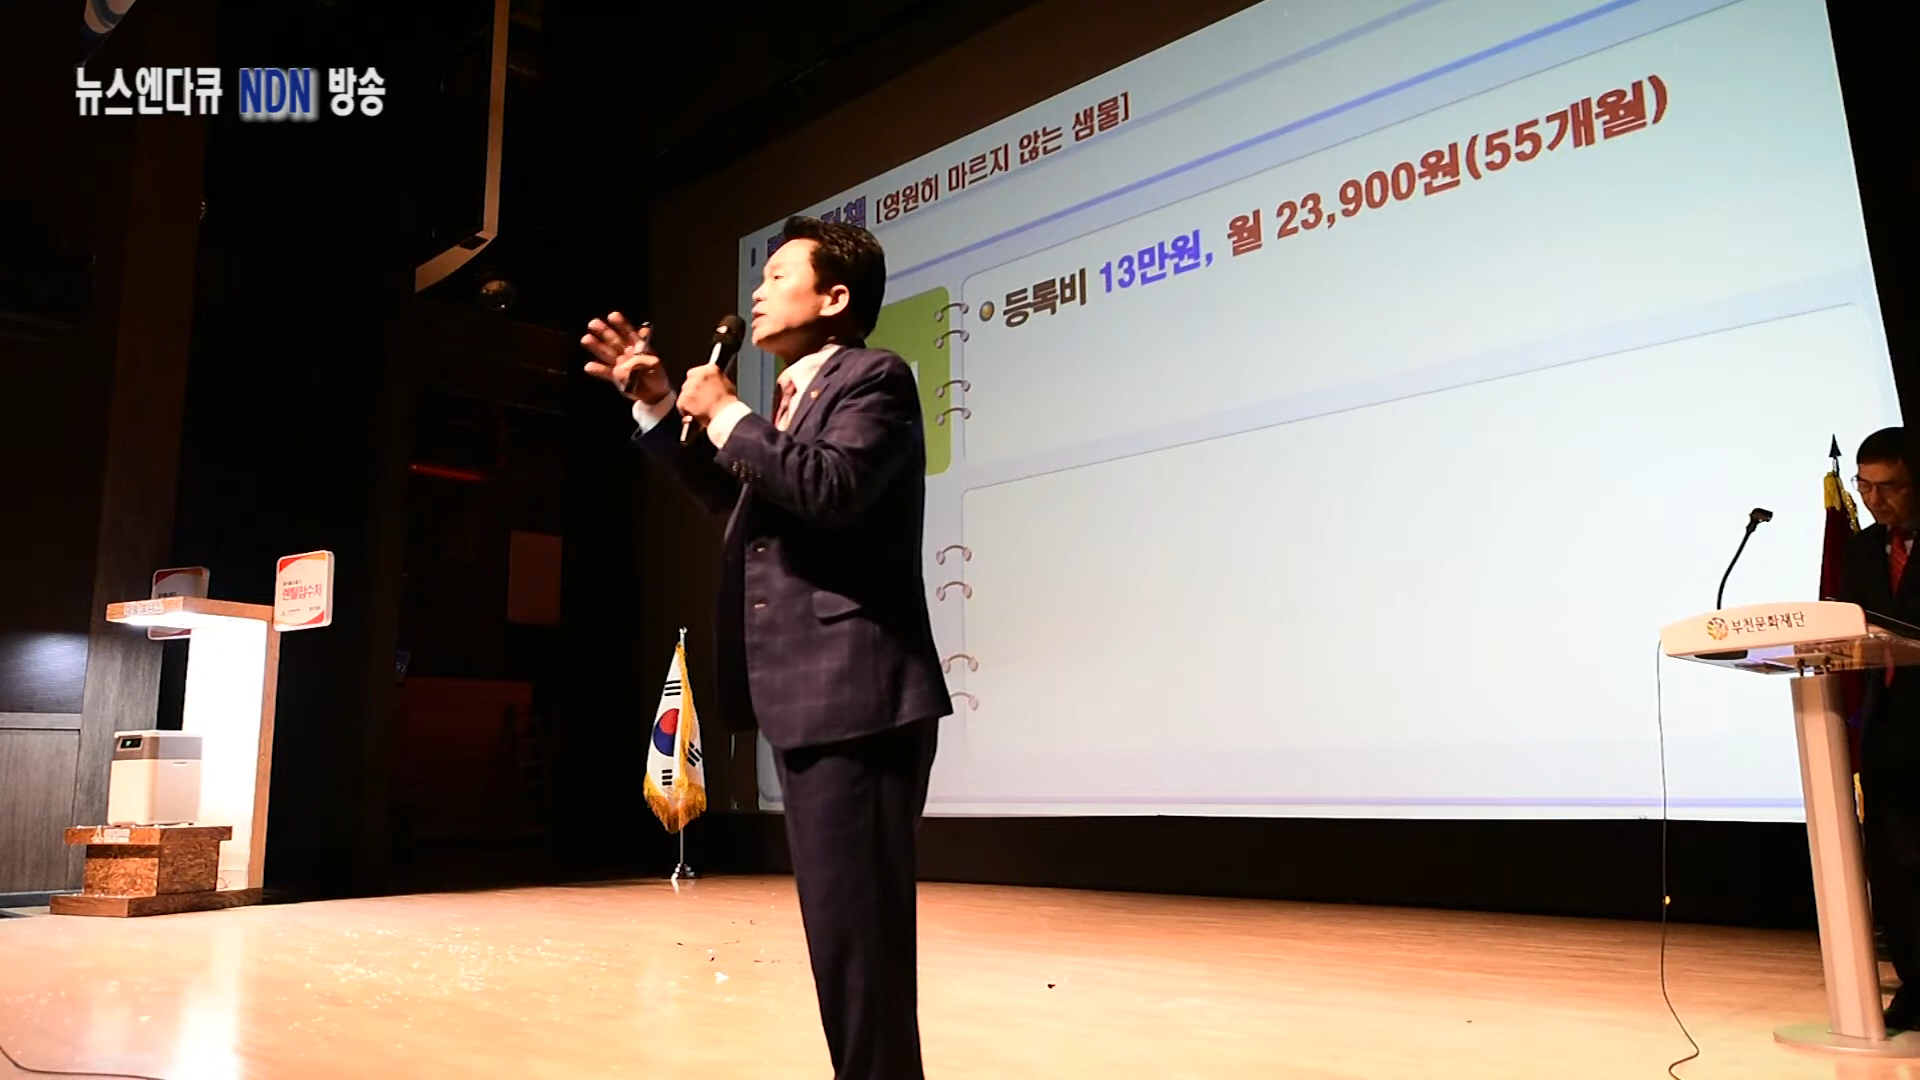 뉴스엔다큐 NDN 방송
[영원히 마르지 않는 샘물]
등록비 13만원, 월 23,900원(55개월)
렌탈정수기
부천문화재단